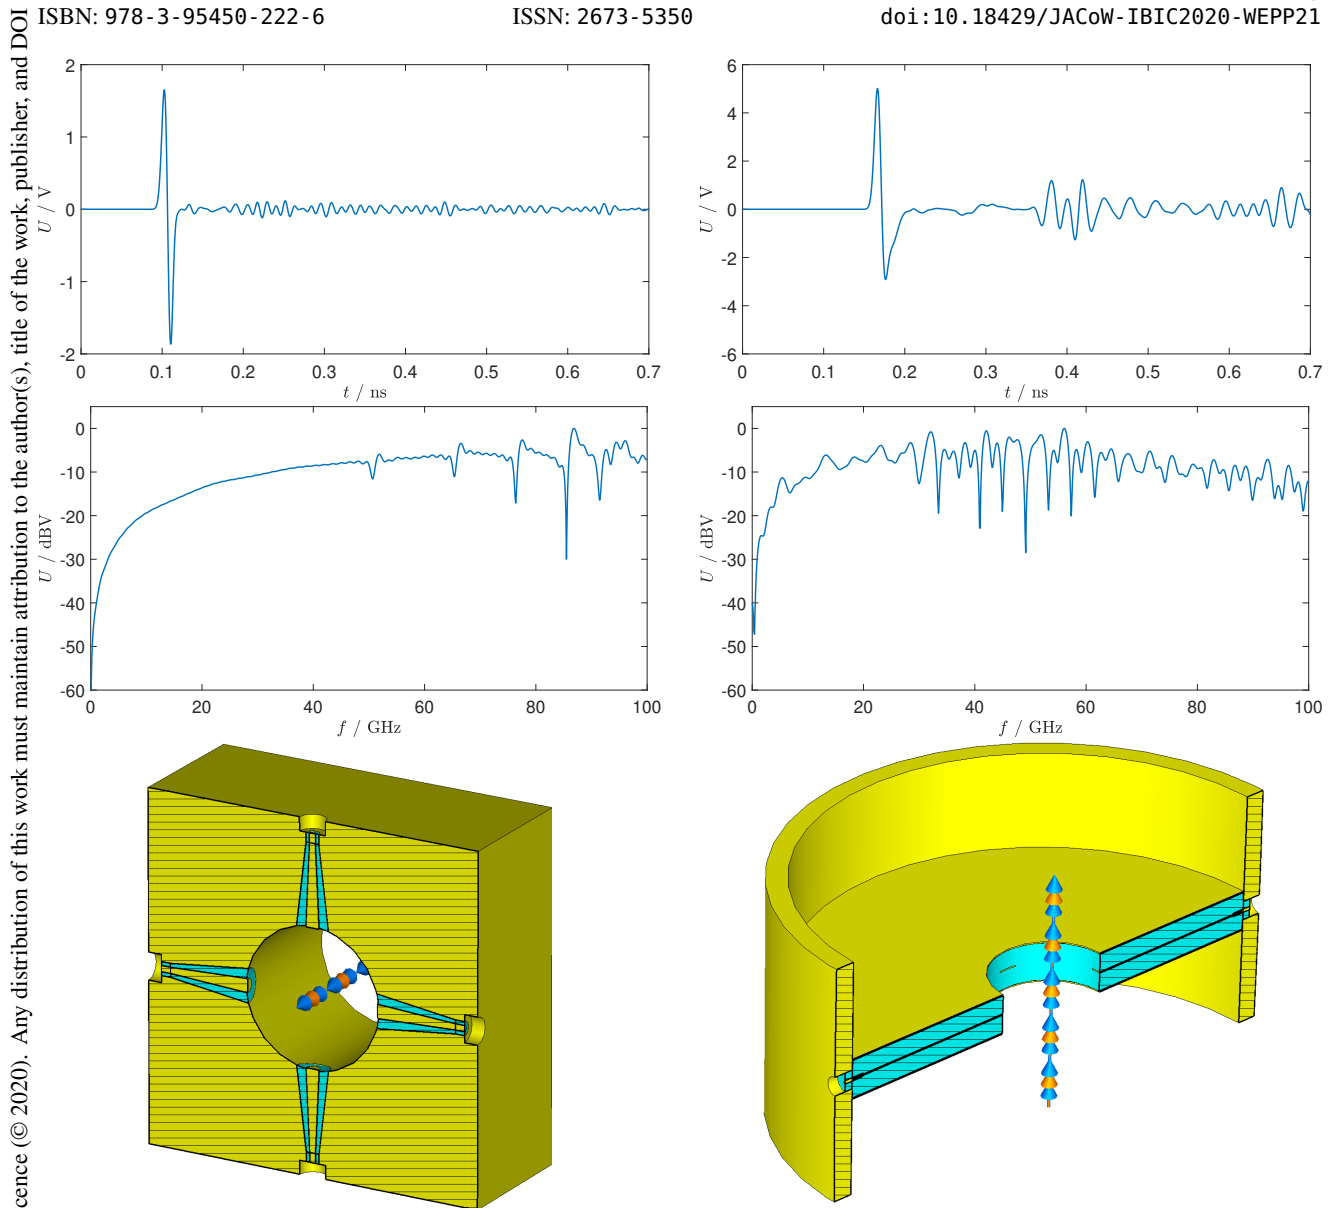 ISBN: 978-3-95450-222-6 ISSN: 2673-5350 doi:10.18429/JACoW-IBIC2020-WEPP21
cence (© 2020). Any distribution of this work must maintain attribution to the author(s), title of the work, publisher, and DOI
2
1
0
-1
-2
U / V
0 0.1 0.2 0.3 0.4 0.5 0.6 0.7
t / ns
6
4
2
0
-2
-4
-6
U / V
0 0.1 0.2 0.3 0.4 0.5 0.6 0.7
t / ns
0
-10
-20
-30
-40
-50
-60
U / dBV
0 20 40 60 80 100
f / GHz
0
-10
-20
-30
-40
-50
-60
U / dBV
0 20 40 60 80 100
f / GHz